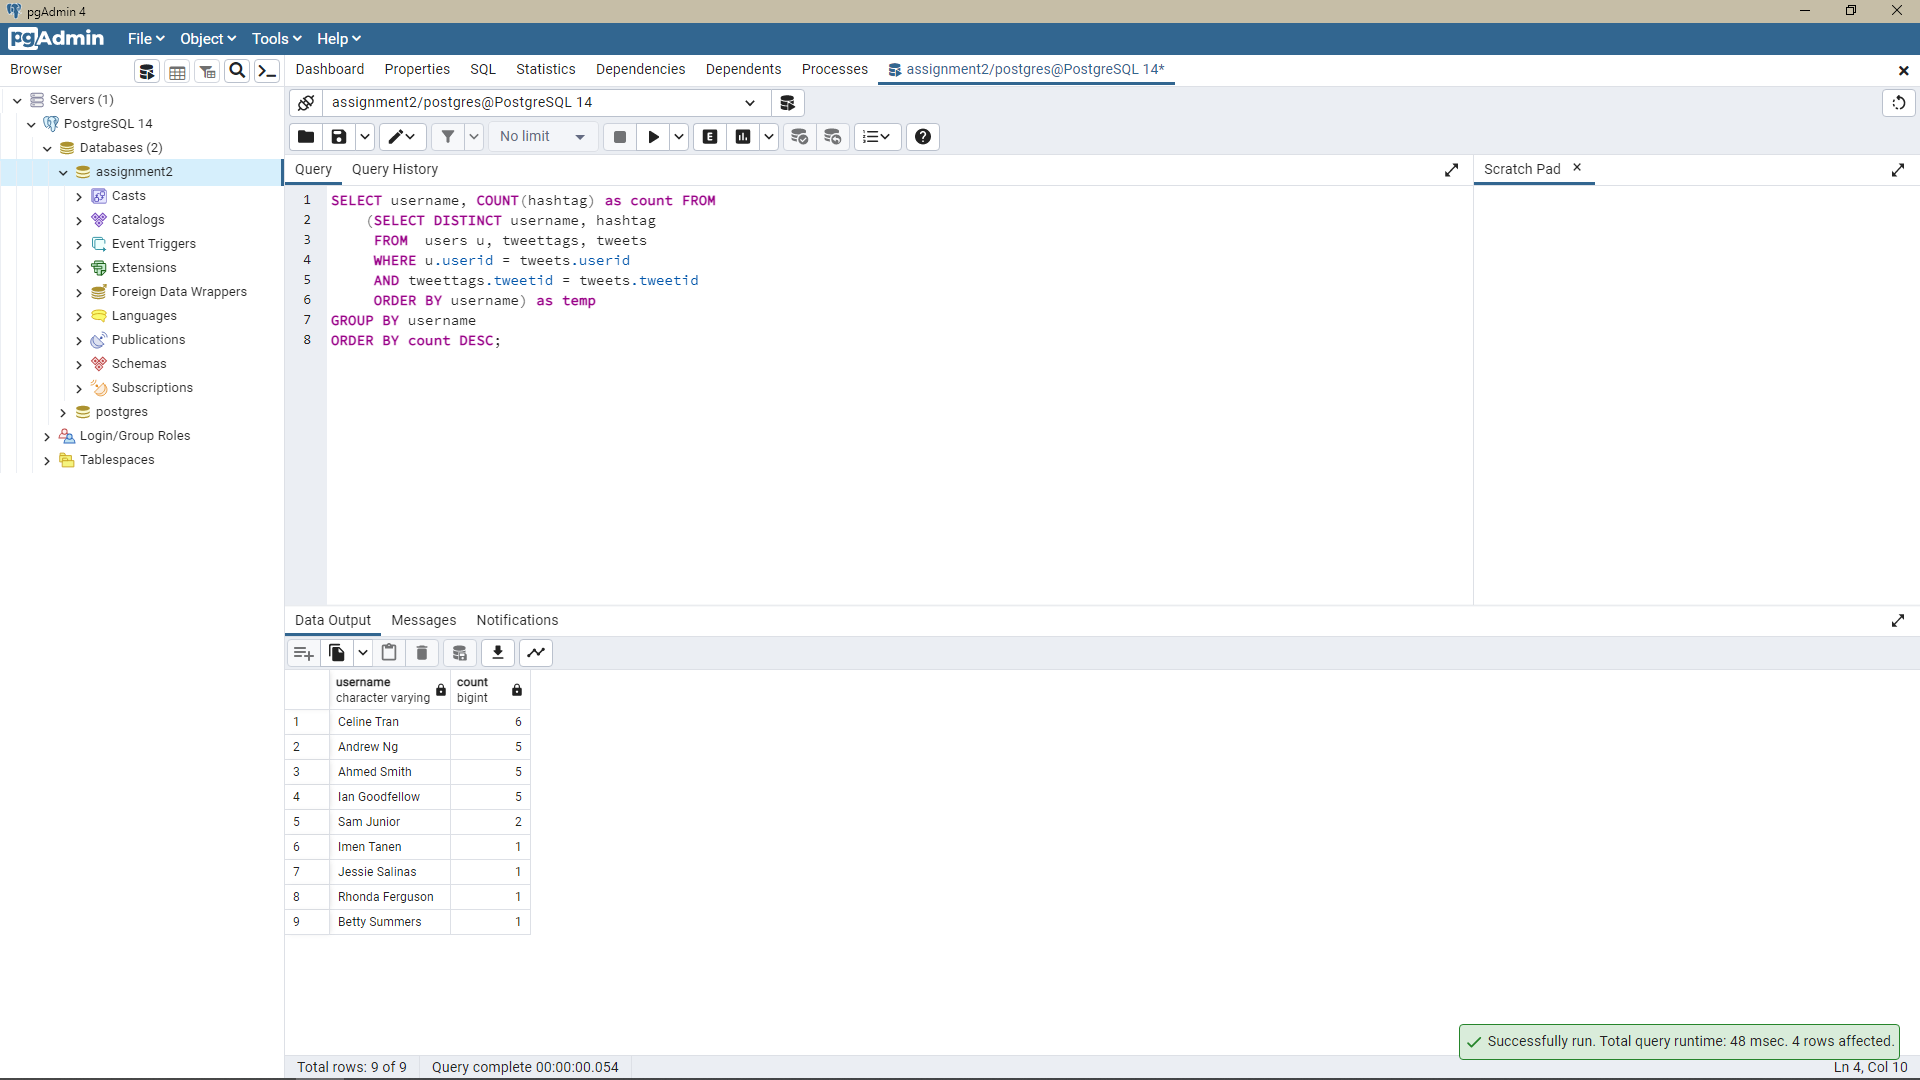 pgAdmin 4
pgAdmin File Object Tools Help
Browser
Dashboard Properties SQL Statistics Dependencies Dependents Processes assignment2/postgres@PostgreSQL 14*
Servers (1)
PostgreSQL 14
Databases (2)
assignment2
Casts
Catalogs
Event Triggers
Extensions
Foreign Data Wrappers
Languages
Publications
Schemas
Subscriptions
postgres
Login/Group Roles
Tablespaces
assignment2/postgres@PostgreSQL 14
No limit
E
Query Query History
Scratch Pad
1 SELECT username, COUNT(hashtag) as count FROM
2 (SELECT DISTINCT username, hashtag
3 FROM users u, tweettags, tweets
4 WHERE u.userid = tweets.userid
5 AND tweettags.tweetid = tweets.tweetid
6 ORDER BY username) as temp
7 GROUP BY username
8 ORDER BY count DESC;
Data Output Messages Notifications
username count
character varying bigint
1 Celine Tran 6
2 Andrew Ng 5
3 Ahmed Smith 5
4 Ian Goodfellow 5
5 Sam Junior 2
6 Imen Tanen 1
7 Jessie Salinas 1
8 Rhonda Ferguson 1
9 Betty Summers 1
Successfully run. Total query runtime: 48 msec. 4 rows affected.
Total rows: 9 of 9 Query complete 00:00:00.054 Ln 4, Col 10